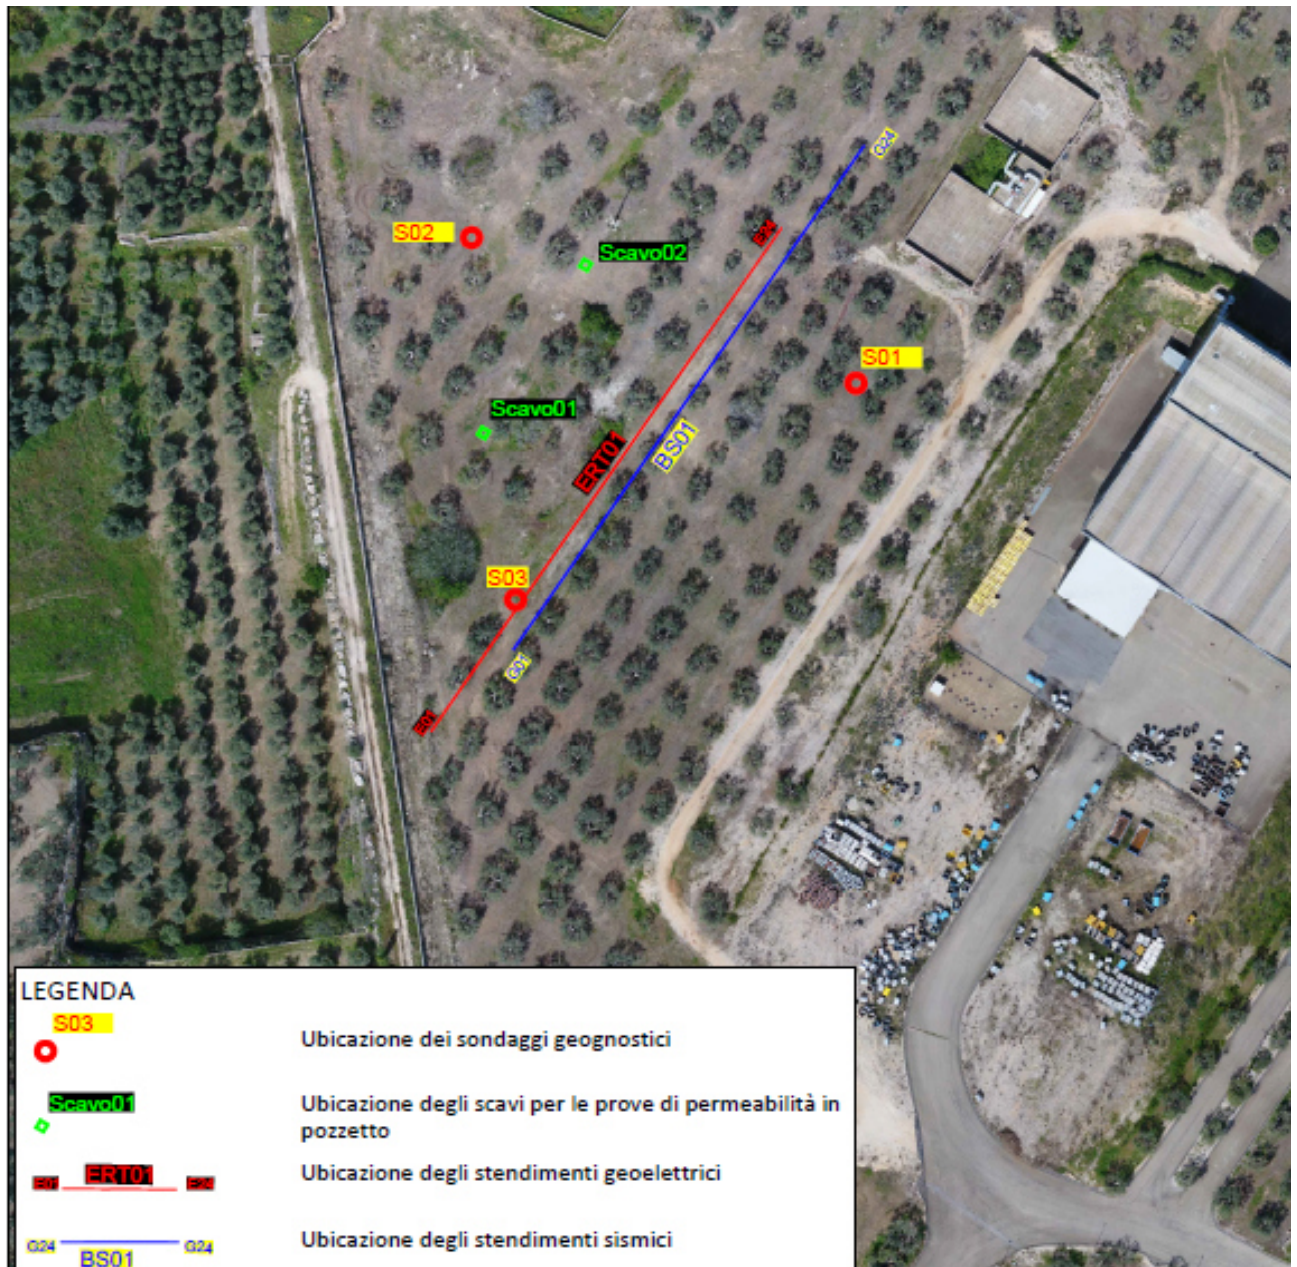 G24
E24
S02
Scavo02
S01
Scavo01
ERT01
BS01
S03
G01
E01
LEGENDA
S03
Ubicazione dei sondaggi geognostici
Scavo01
Ubicazione degli scavi per le prove di permeabilità in
pozzetto
E01 ERT01 E24
Ubicazione degli stendimenti geoelettrici
G24 BS01 G24
Ubicazione degli stendimenti sismici